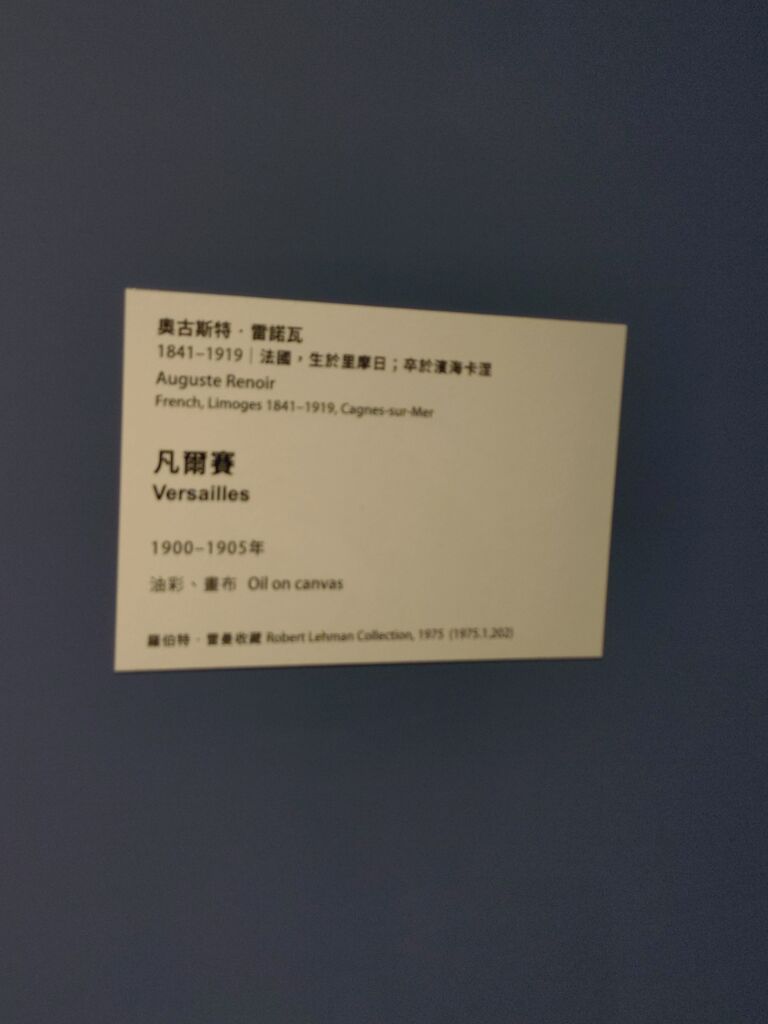 奧古斯特·雷諾瓦
1841–1919｜法國，生於里摩日；卒於濱海卡涅
Auguste Renoir
French, Limoges 1841–1919, Cagnes-sur-Mer
凡爾賽
Versailles
1900–1905年
油彩、畫布 Oil on canvas
羅伯特·雷曼收藏 Robert Lehman Collection, 1975 (1975.1.202)